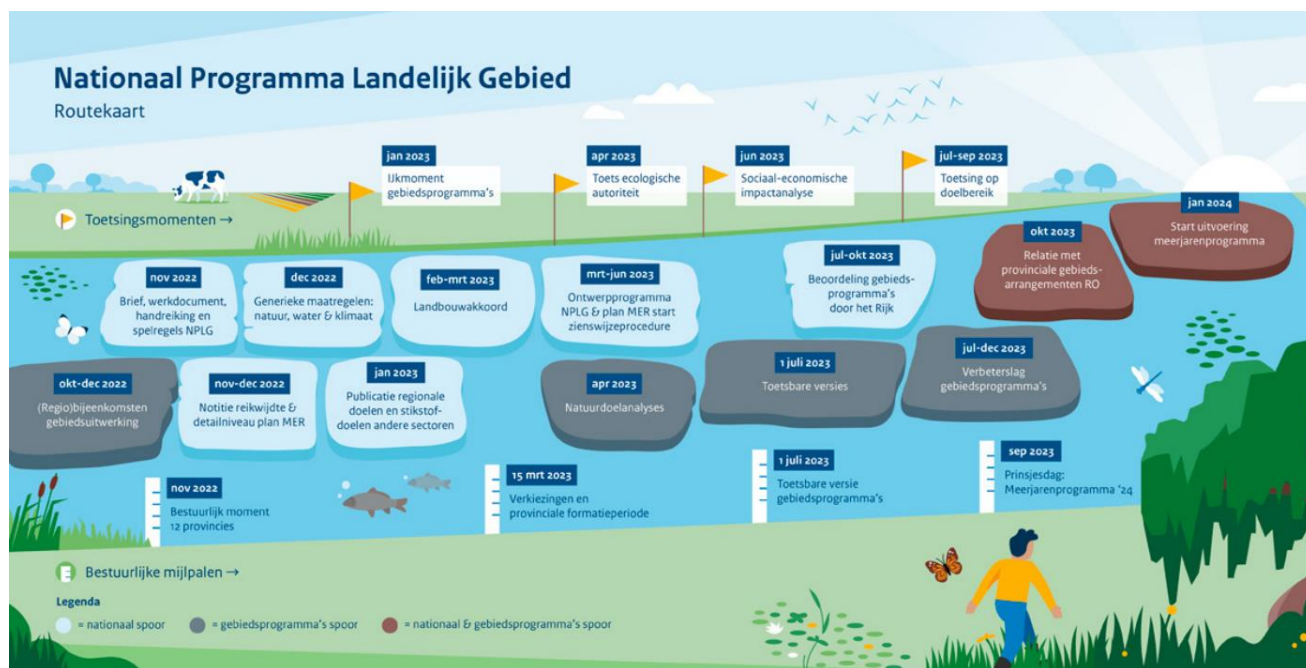 Nationaal Programma Landelijk Gebied
Routekaart
jan 2023
IJkmoment
gebiedsprogramma's
apr 2023
Toets ecologische
autoriteit
jun 2023
Sociaal-economische
impactanalyse
jul-sep 2023
Toetsing op
doelbereik
Toetsingsmomenten →
jan 2024
Start uitvoering
meerjarenprogramma
okt 2023
Relatie met
provinciale gebieds-
arrangementen RO
nov 2022
Brief, werkdocument,
handreiking en
spelregels NPLG
dec 2022
Generieke maatregelen:
natuur, water & klimaat
feb-mrt 2023
Landbouwakkoord
mrt-jun 2023
Ontwerpprogramma
NPLG & plan MER start
zienswijzeprocedure
jul-okt 2023
Beoordeling gebieds-
programma's
door het Rijk
okt-dec 2022
(Regio)bijeenkomsten
gebiedsuitwerking
nov-dec 2022
Notitie reikwijdte &
detailniveau plan MER
jan 2023
Publicatie regionale
doelen en stikstof-
doelen andere sectoren
apr 2023
Natuurdoelanalyses
1 juli 2023
Toetsbare versies
jul-dec 2023
Verbeterslag
gebiedsprogramma's
nov 2022
Bestuurlijk moment
12 provincies
15 mrt 2023
Verkiezingen en
provinciale formatieperiode
1 juli 2023
Toetsbare versie
gebiedsprogramma's
sep 2023
Prinsjesdag:
Meerjarenprogramma '24
Bestuurlijke mijlpalen →
Legenda
= nationaal spoor
= gebiedsprogramma's spoor
= nationaal & gebiedsprogramma's spoor